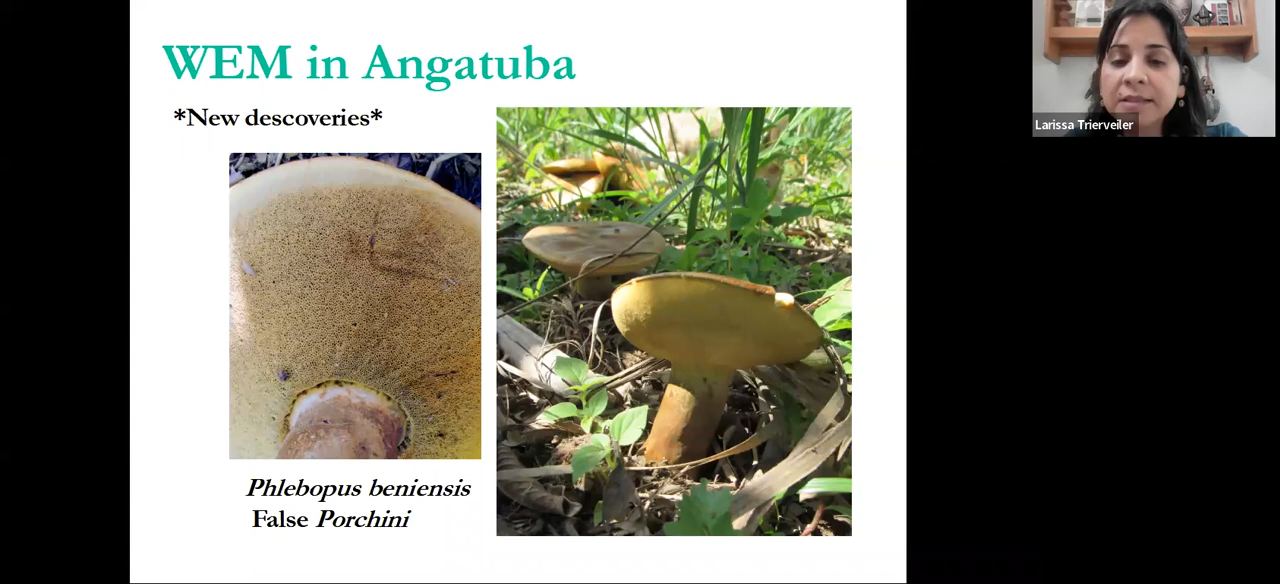 WEM in Angatuba
*New descoveries*
Phlebopus beniensis
False Porchini
Larissa Trierveiler